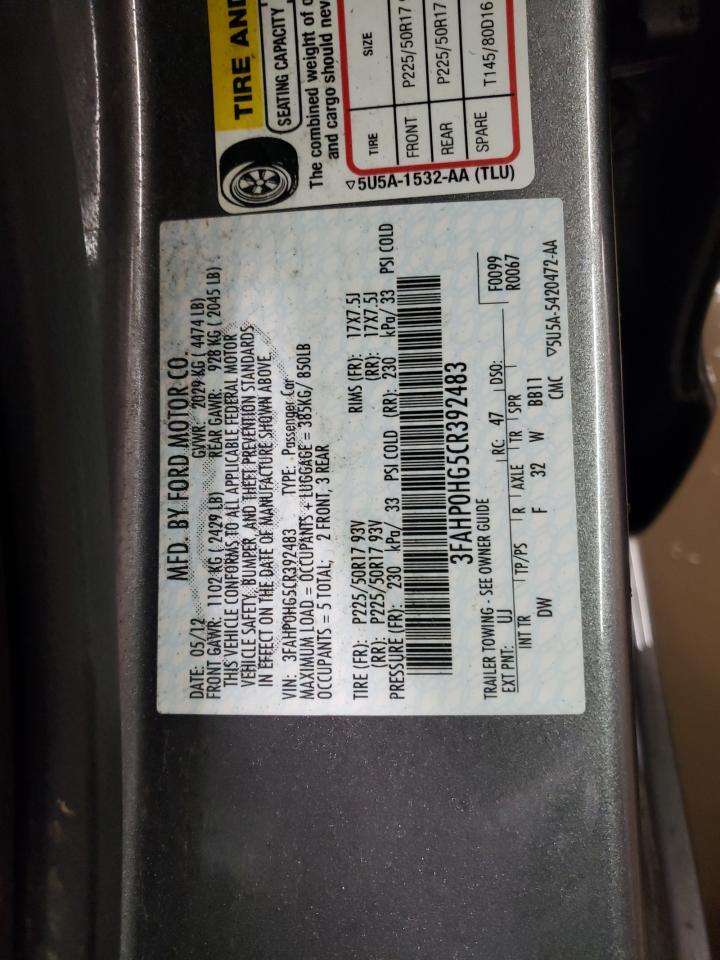 MFD. BY FORD MOTOR CO.
DATE: 05/12 GVWR: 2029 KG ( 4474 LB)
FRONT GAWR: 1102 KG ( 2429 LB) REAR GAWR: 928 KG ( 2045 LB)
THIS VEHICLE CONFORMS TO ALL APPLICABLE FEDERAL MOTOR
VEHICLE SAFETY, BUMPER, AND THEFT PREVENTION STANDARDS
IN EFFECT ON THE DATE OF MANUFACTURE SHOWN ABOVE.
VIN: 3FAHP0HG5CR392483 TYPE: Passenger Car
MAXIMUM LOAD = OCCUPANTS + LUGGAGE = 385KG/ 850LB
OCCUPANTS = 5 TOTAL; 2 FRONT, 3 REAR
TIRE (FR): P225/50R17 93V RIMS (FR): 17X7.5J
(RR): P225/50R17 93V (RR): 17X7.5J
PRESSURE (FR): 230 kPa/ 33 PSI COLD (RR): 230 kPa/ 33 PSI COLD
3FAHP0HG5CR392483
TRAILER TOWING - SEE OWNER GUIDE
F0099
R0067
EXT PNT: UJ RC: 47 DSO:
INT TR TP/PS R AXLE TR SPR
DW F 32 W BB11
CMC ▽5U5A-5420472-AA
TIRE AND
SEATING CAPACITY
The combined weight of
and cargo should nev
TIRE SIZE
FRONT P225/50R17
REAR P225/50R17
SPARE T145/80D16
▽5U5A-1532-AA (TLU)